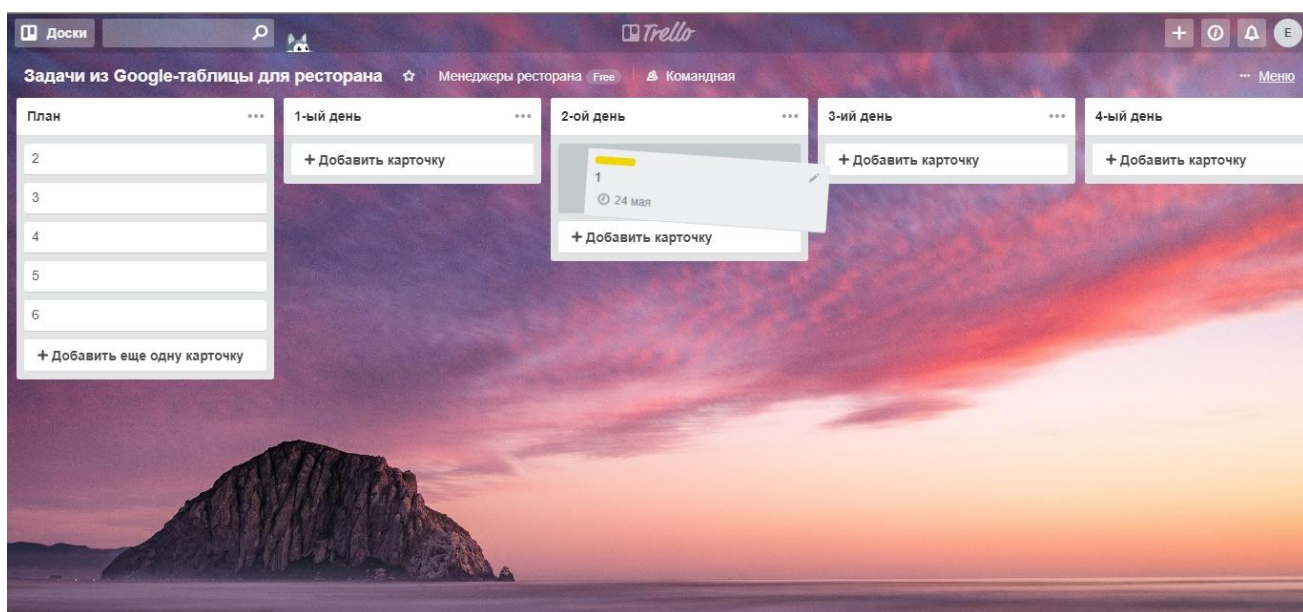 Доски
Trello
E
Задачи из Google-таблицы для ресторана
Менеджеры ресторана Free
Командная
... Меню
План
2
3
4
5
6
+ Добавить еще одну карточку
1-ый день
+ Добавить карточку
2-ой день
1
24 мая
+ Добавить карточку
3-ий день
+ Добавить карточку
4-ый день
+ Добавить карточку